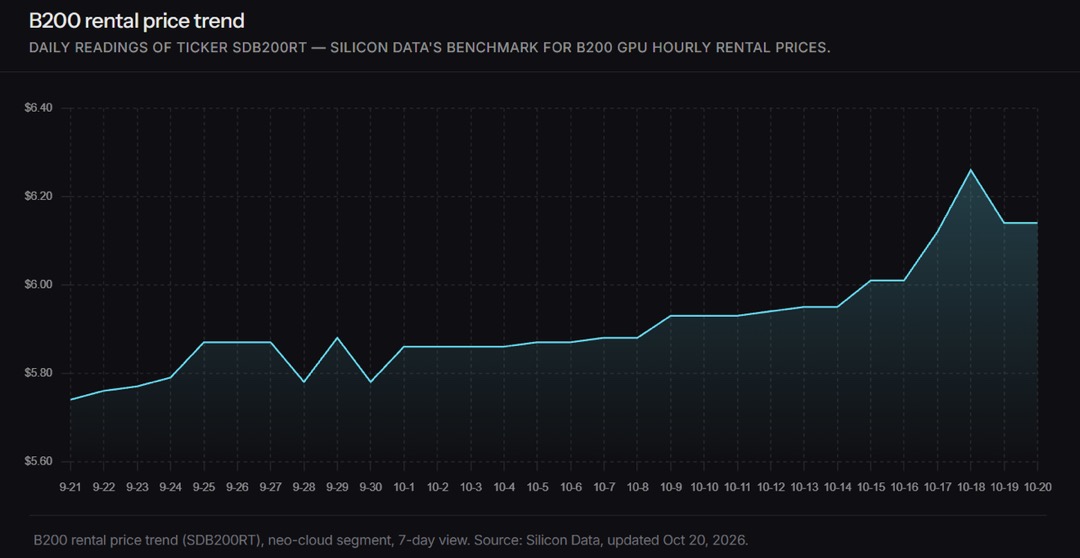 B200 rental price trend
DAILY READINGS OF TICKER SDB200RT — SILICON DATA'S BENCHMARK FOR B200 GPU HOURLY RENTAL PRICES.
$6.40
$6.20
$6.00
$5.80
$5.60
9-21 9-22 9-23 9-24 9-25 9-26 9-27 9-28 9-29 9-30 10-1 10-2 10-3 10-4 10-5 10-6 10-7 10-8 10-9 10-10 10-11 10-12 10-13 10-14 10-15 10-16 10-17 10-18 10-19 10-20
B200 rental price trend (SDB200RT), neo-cloud segment, 7-day view. Source: Silicon Data, updated Oct 20, 2026.